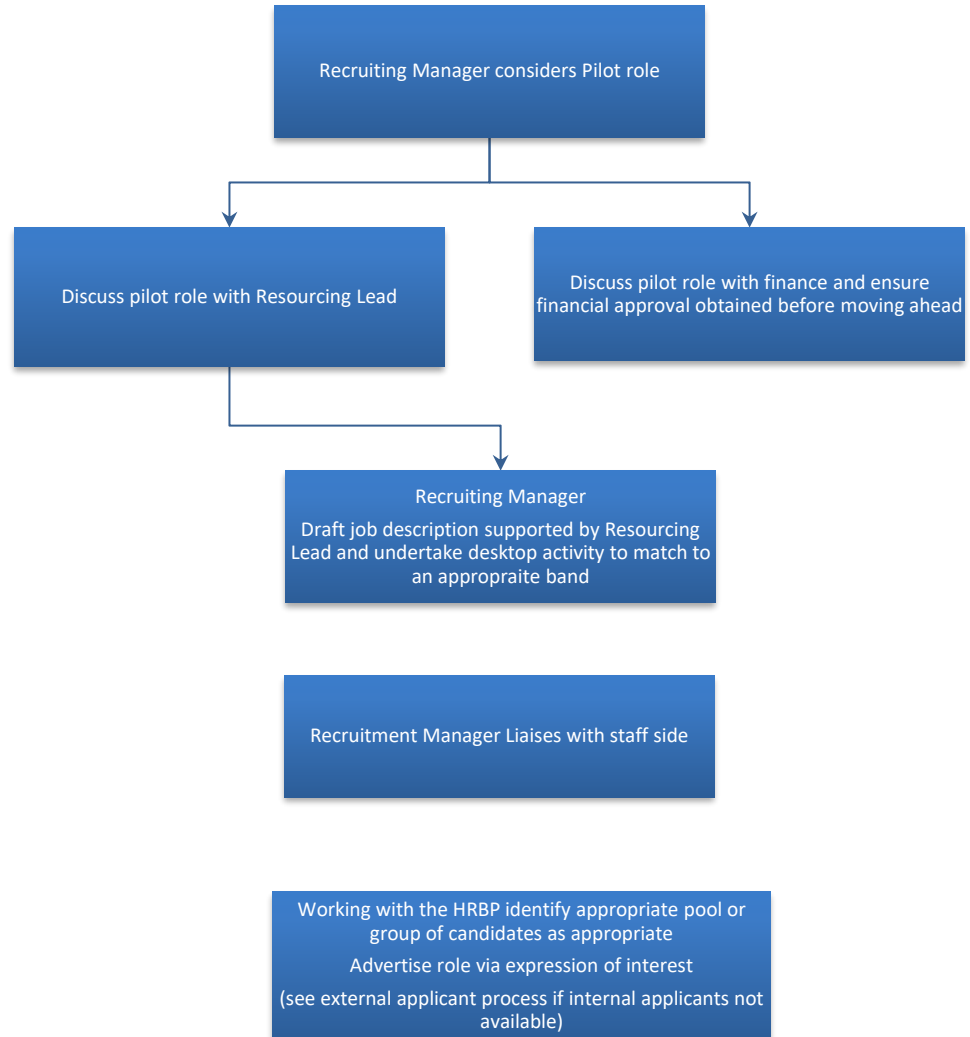 Recruiting Manager considers Pilot role
Discuss pilot role with Resourcing Lead
Discuss pilot role with finance and ensure
financial approval obtained before moving ahead
Recruiting Manager
Draft job description supported by Resourcing
Lead and undertake desktop activity to match to
an appropraite band
Recruitment Manager Liaises with staff side
Working with the HRBP identify appropriate pool or
group of candidates as appropriate
Advertise role via expression of interest
(see external applicant process if internal applicants not
available)